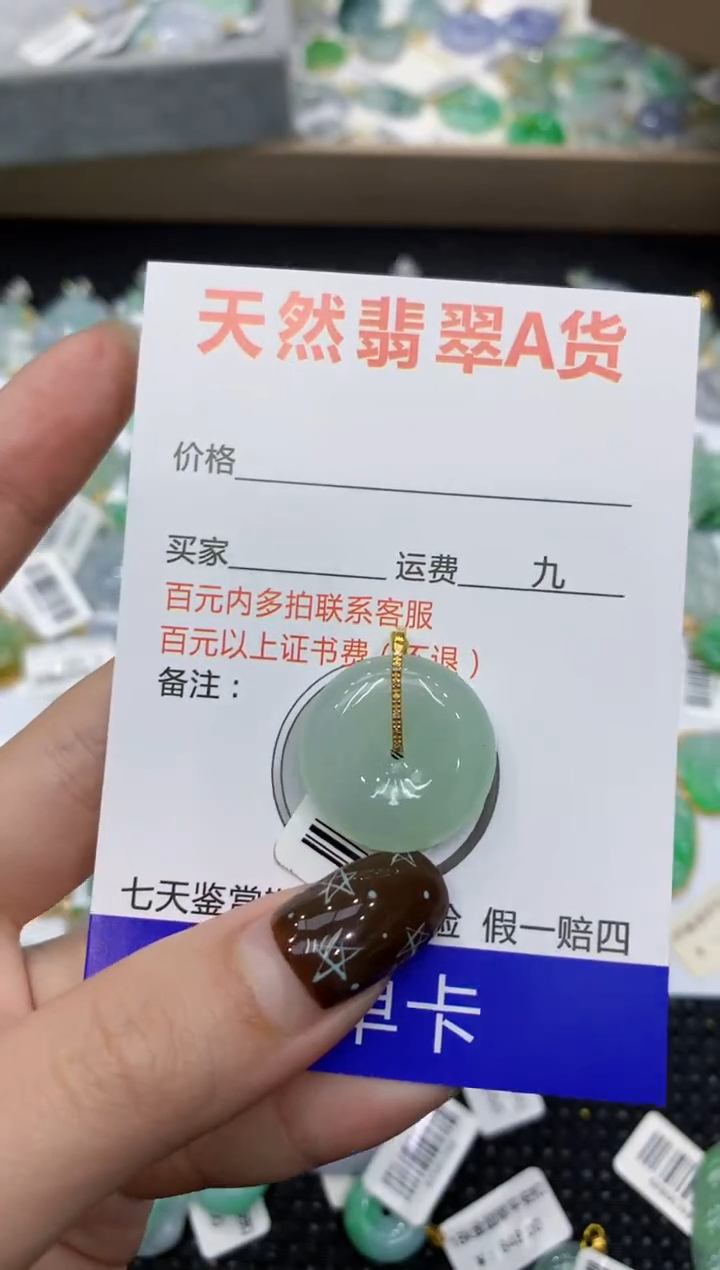 天然翡翠A货
价格
买家 运费 九
百元内多拍联系客服
百元以上证书费（不退）
备注：
七天鉴赏 验 假一赔四
单卡